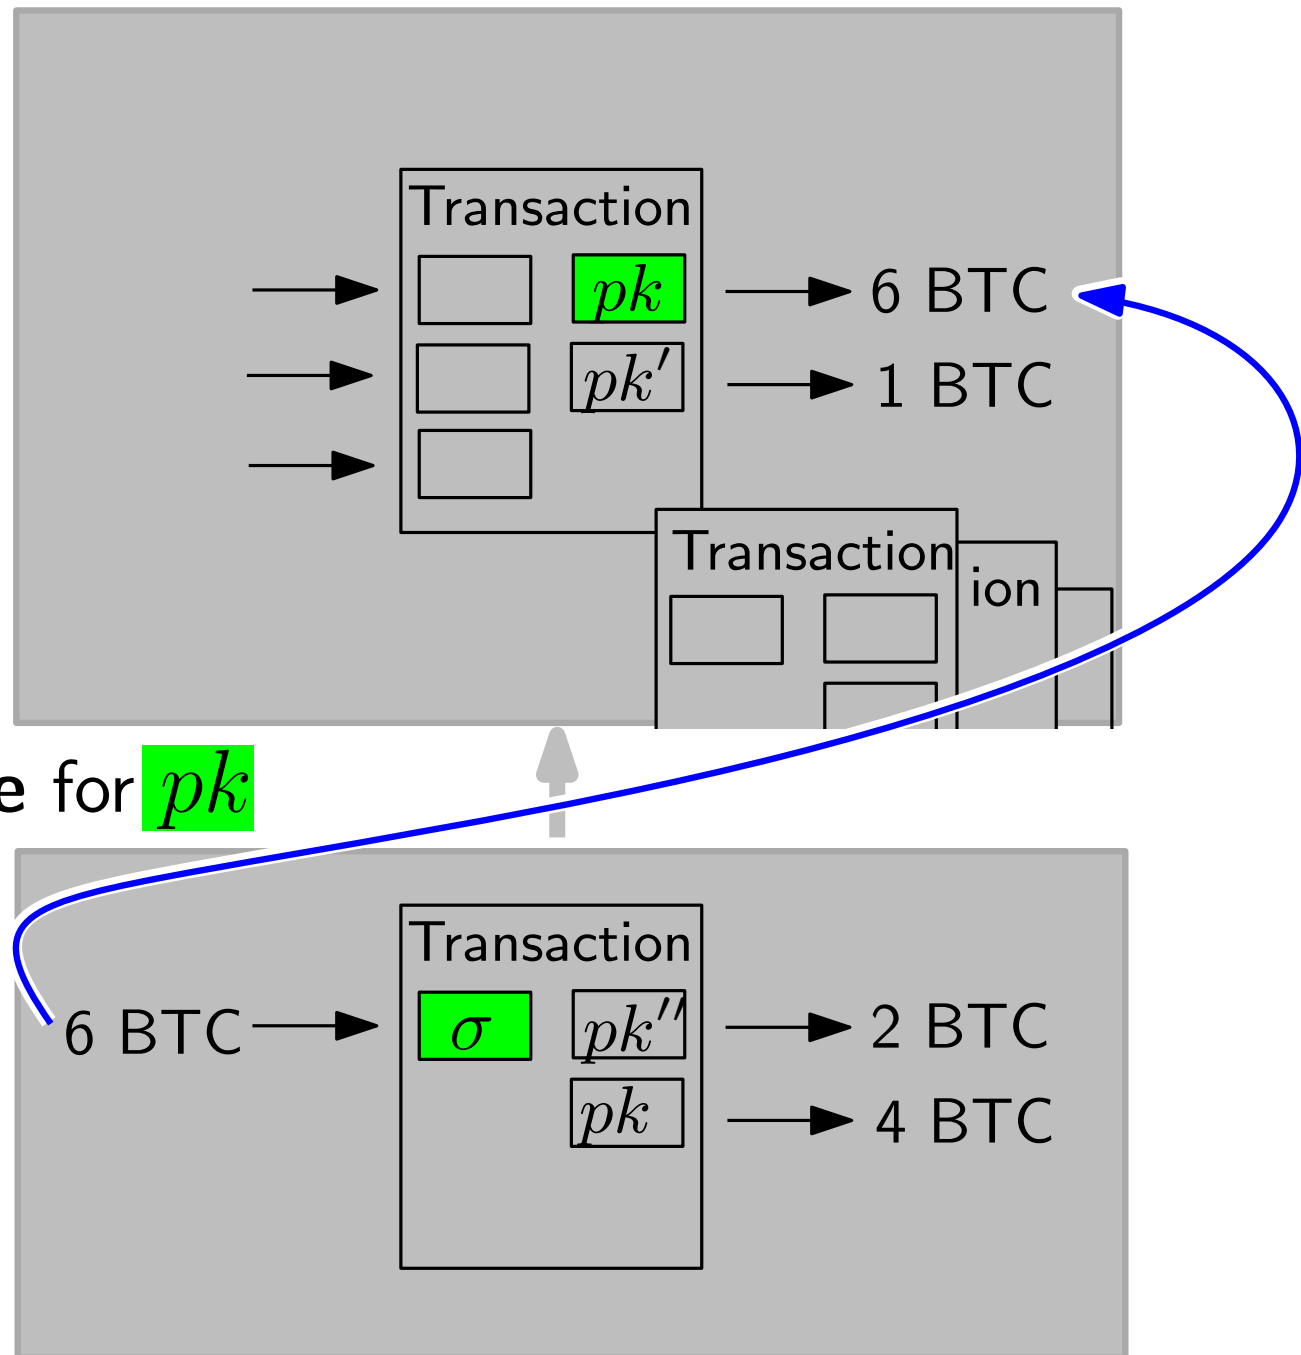 Transaction
pk 6 BTC
pk′ 1 BTC
Transaction
ion
e for pk
Transaction
6 BTC σ pk″ 2 BTC
pk 4 BTC